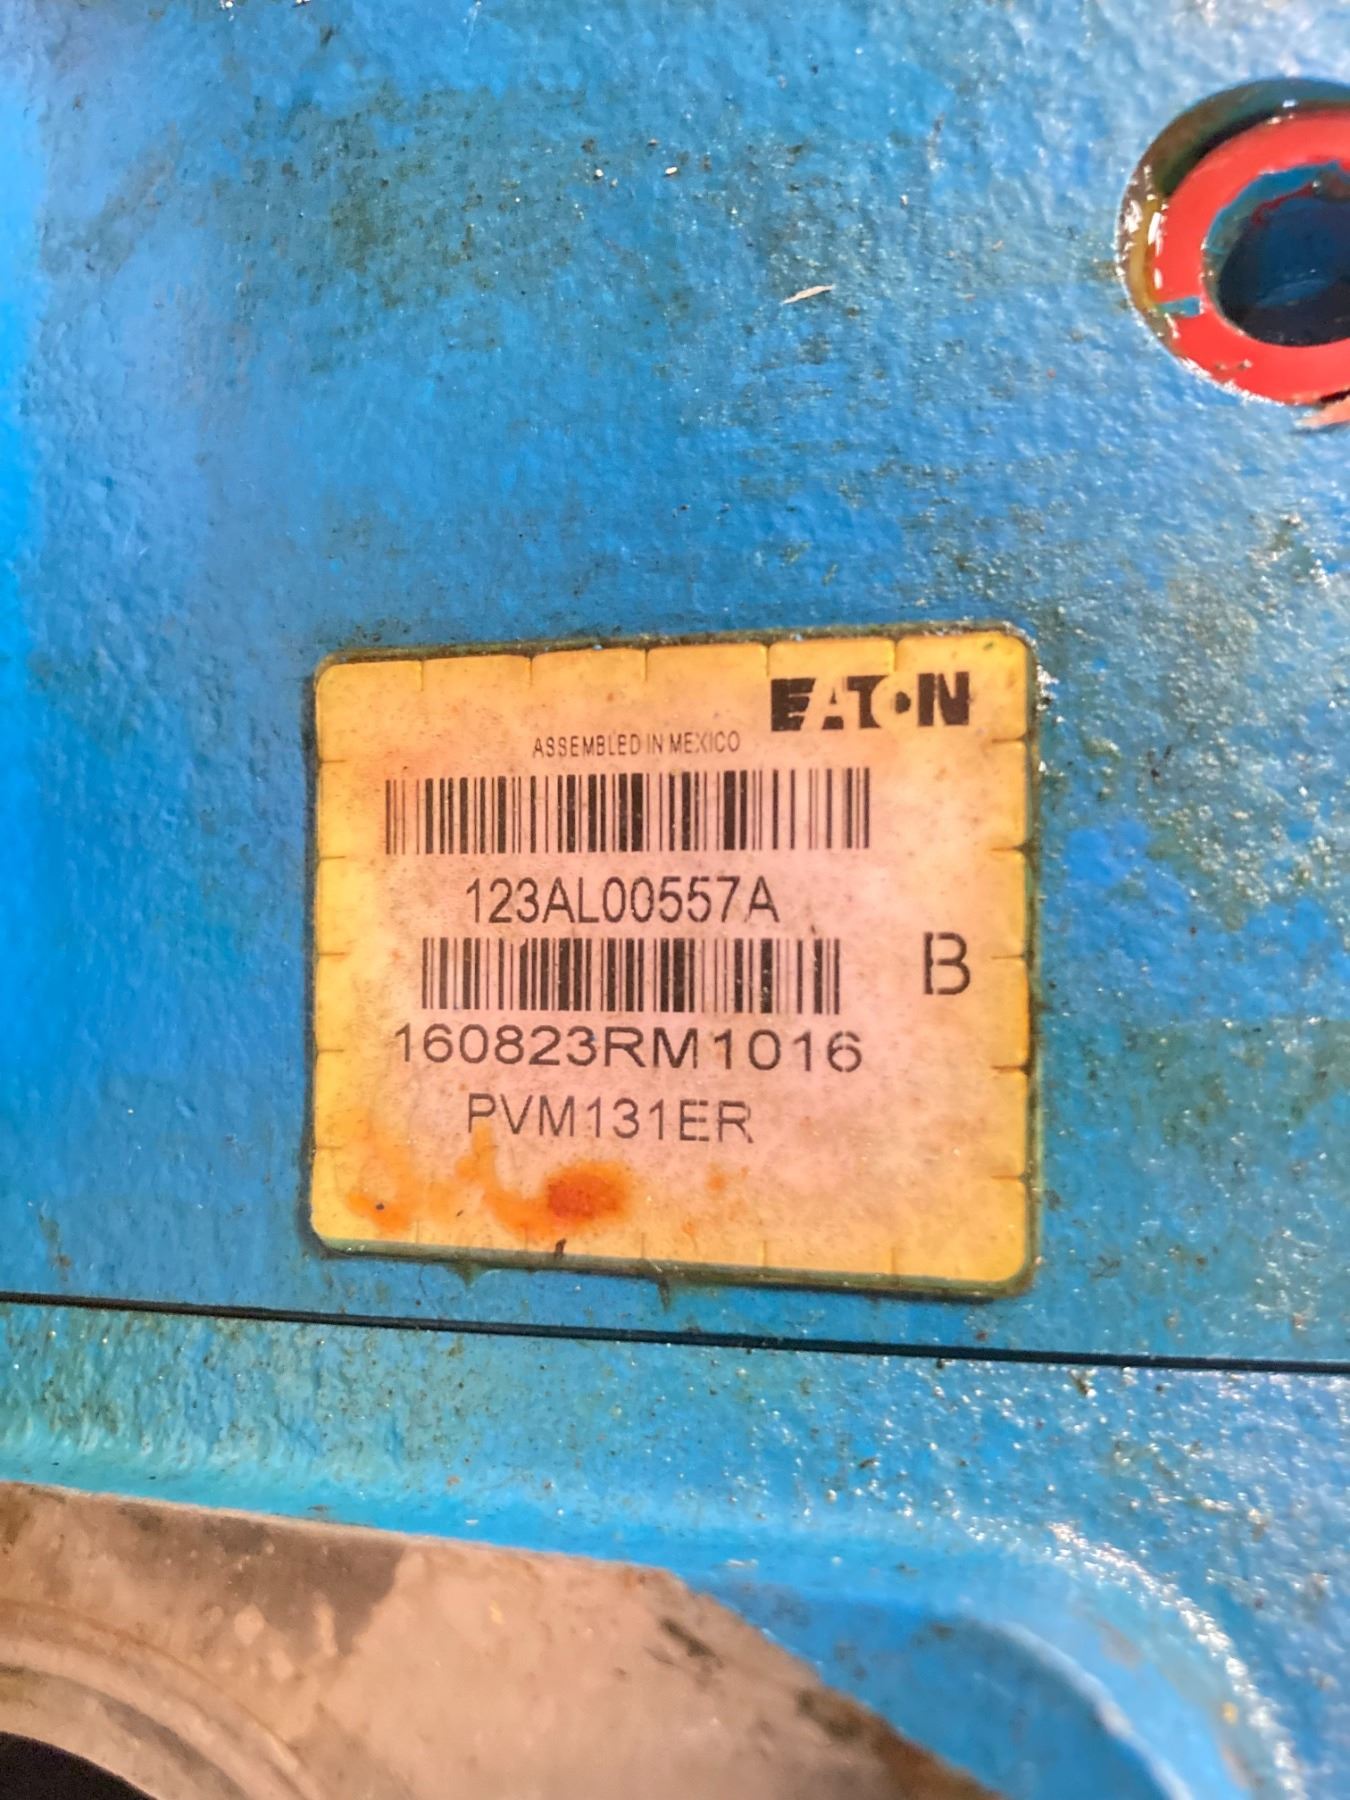 EATON
ASSEMBLED IN MEXICO
123AL00557A
B
160823RM1016
PVM131ER